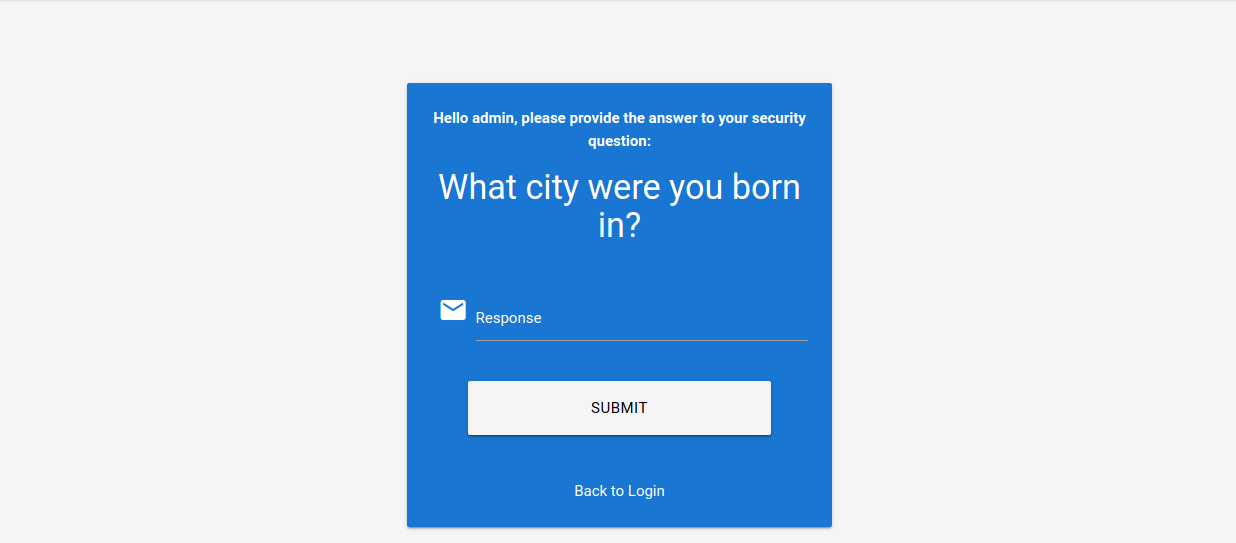 Hello admin, please provide the answer to your security
question:
What city were you born
in?
Response
SUBMIT
Back to Login